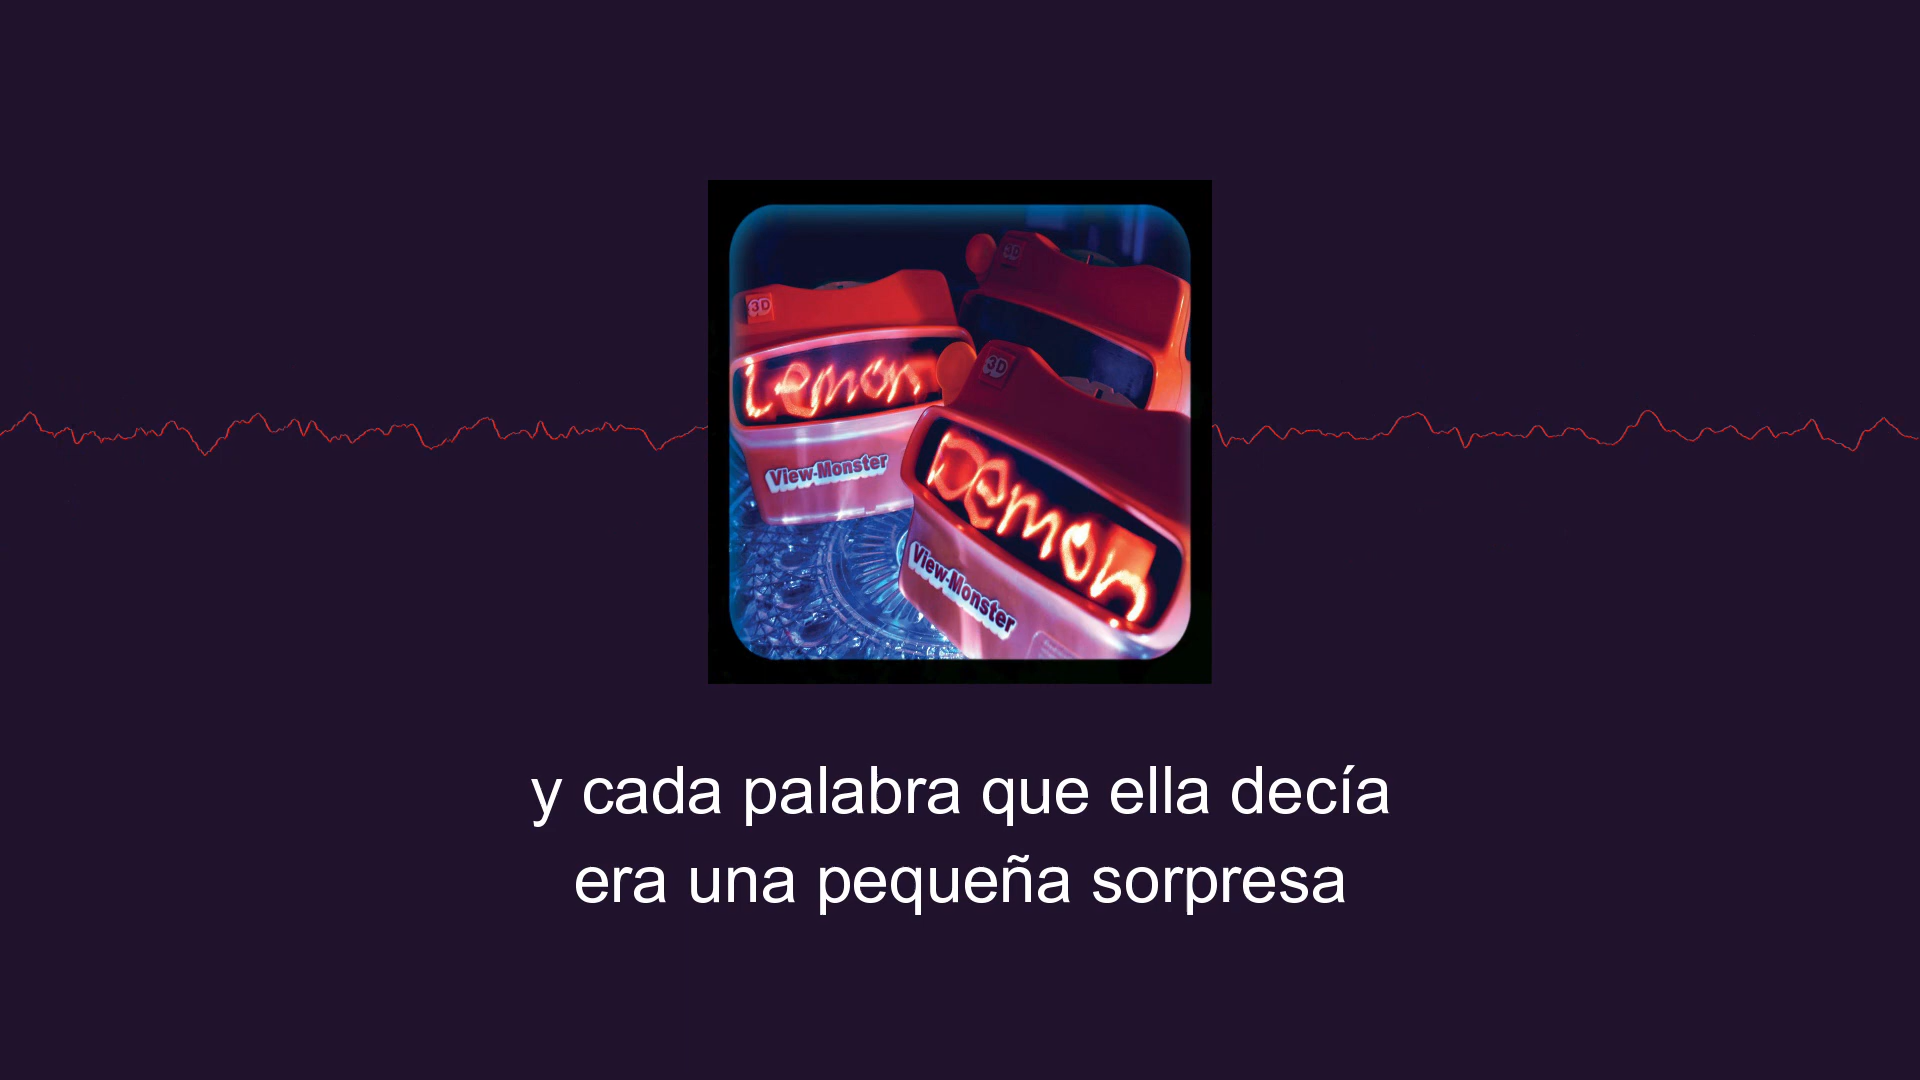 3D
3D
3D
Lemon
View-Monster
Demon
View-Monster
y cada palabra que ella decía
era una pequeña sorpresa